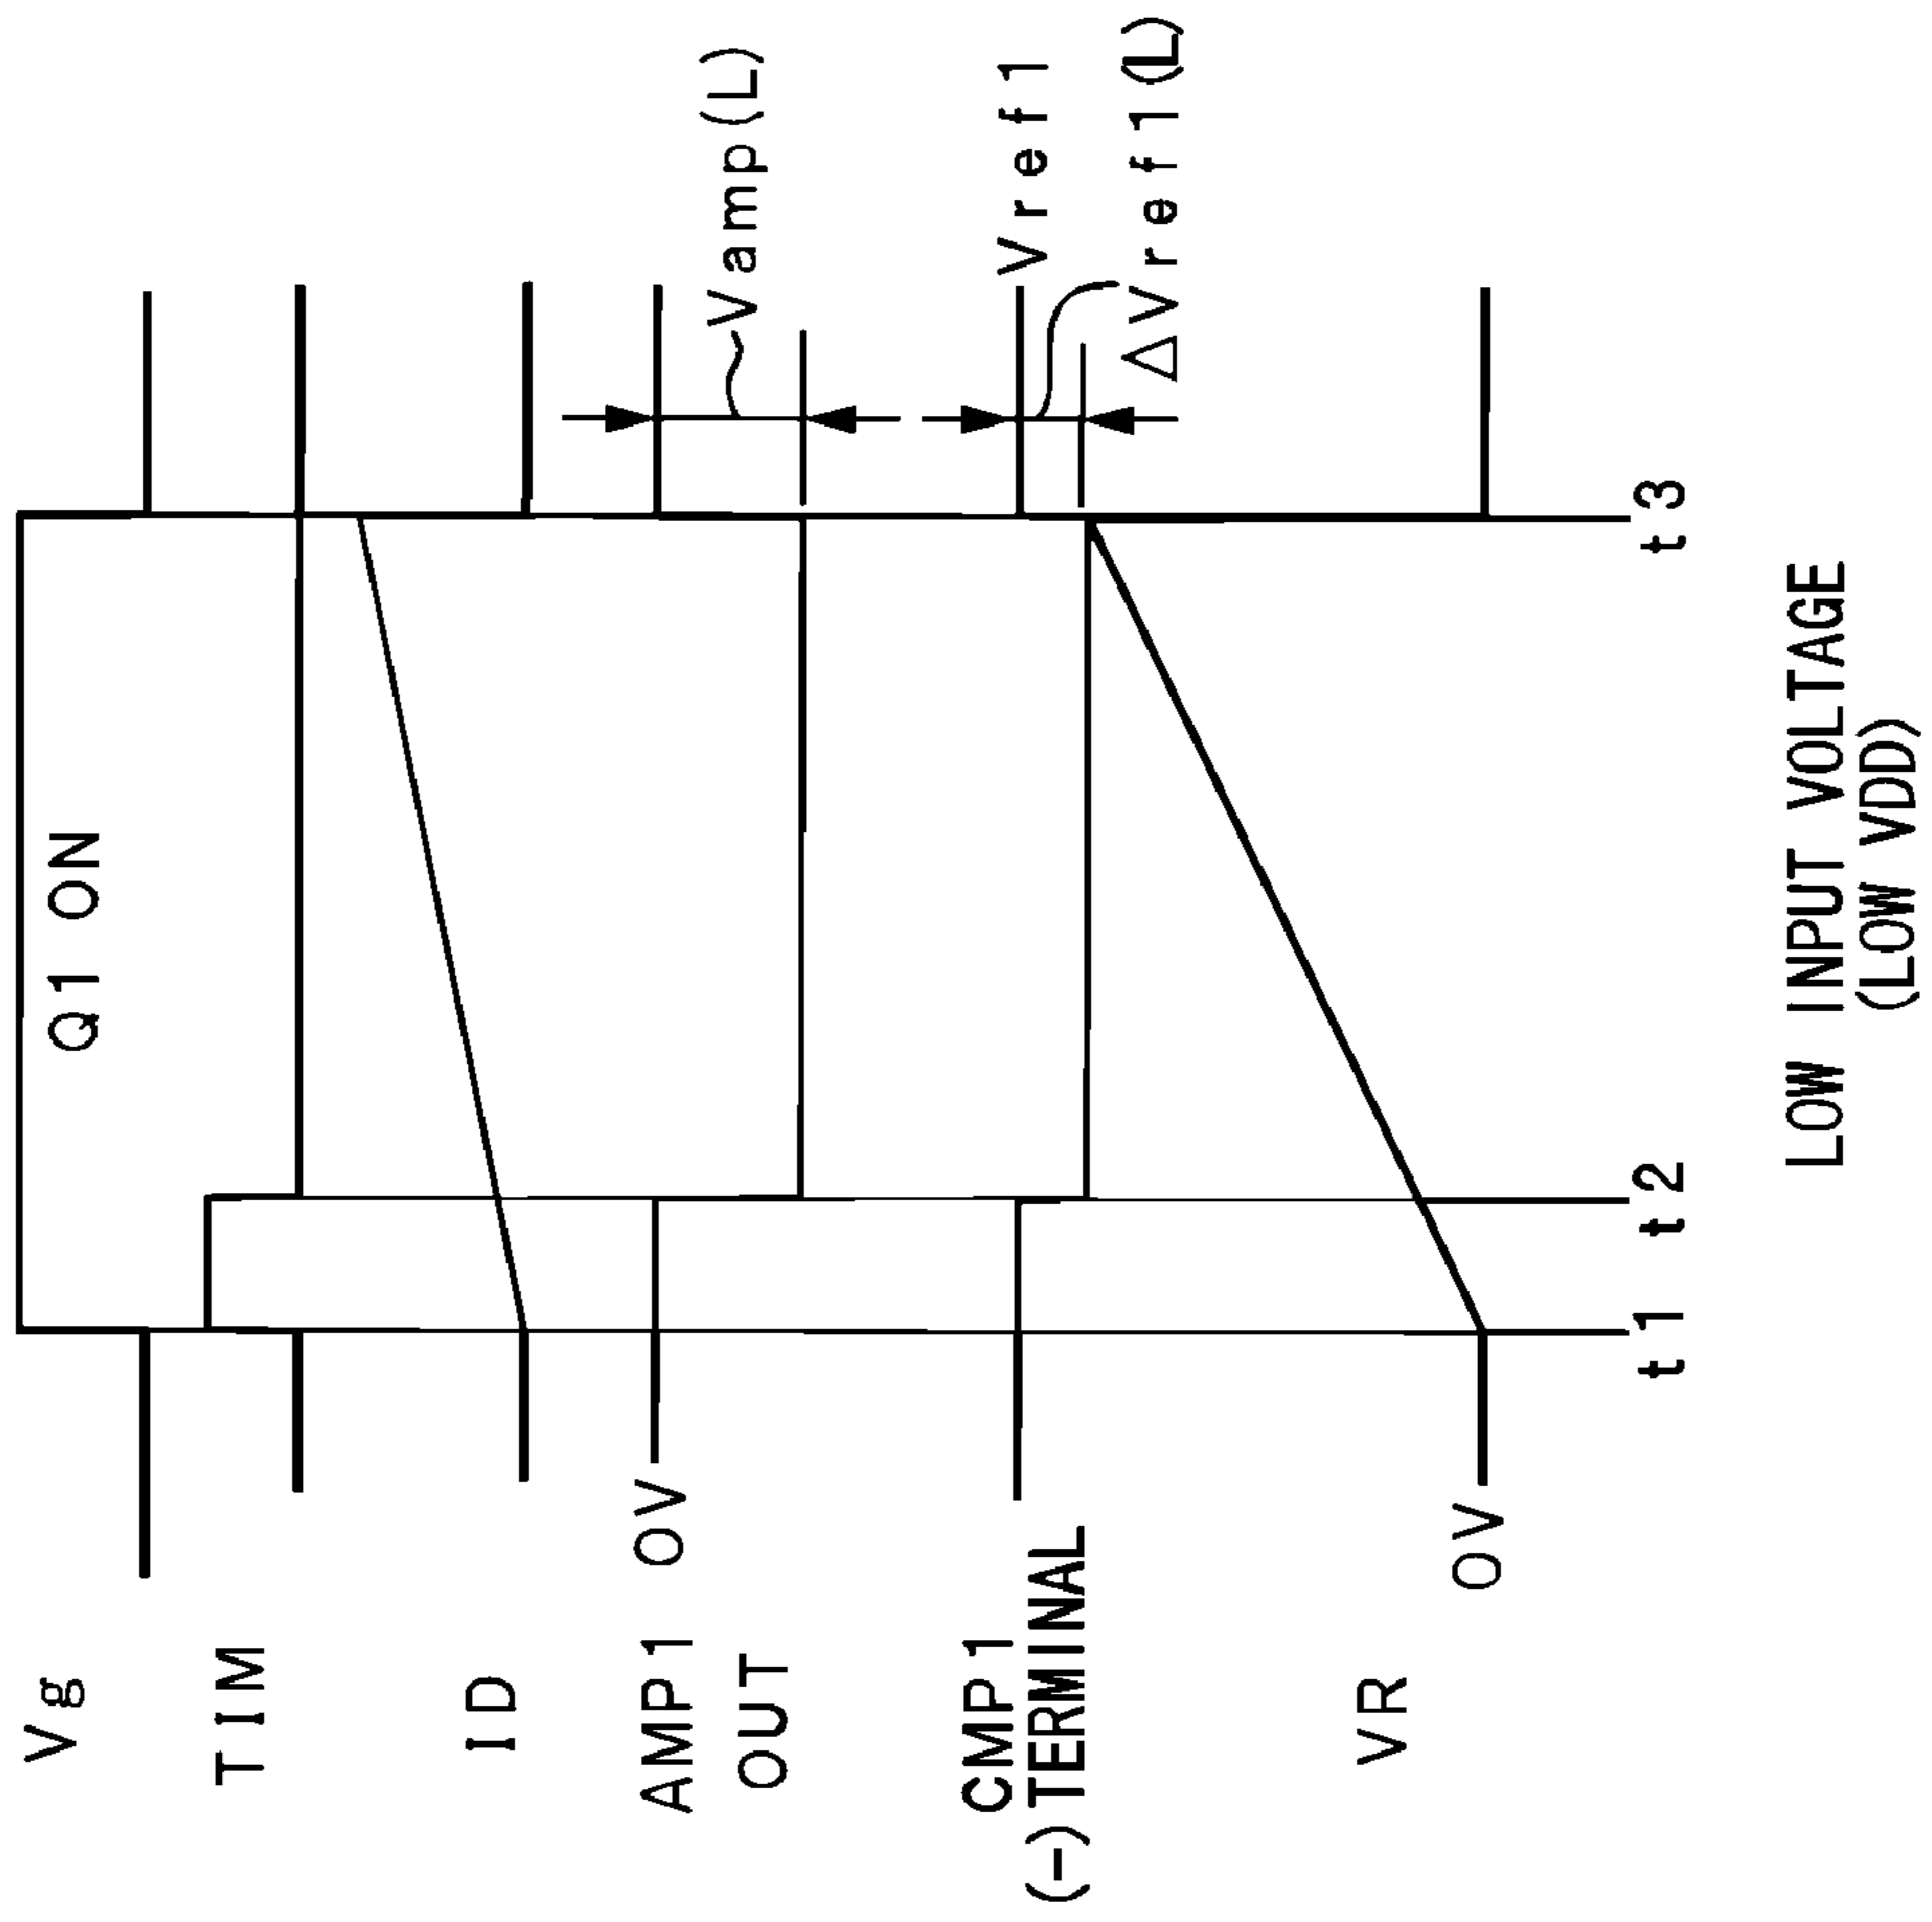 Vg
Q1 ON
TIM
ID
AMP1 0V
OUT
Vamp(L)
CMP1
(-)TERMINAL
Vref1
ΔVref1(L)
VR
0V
t1
t2
t3
LOW INPUT VOLTAGE
(LOW VDD)